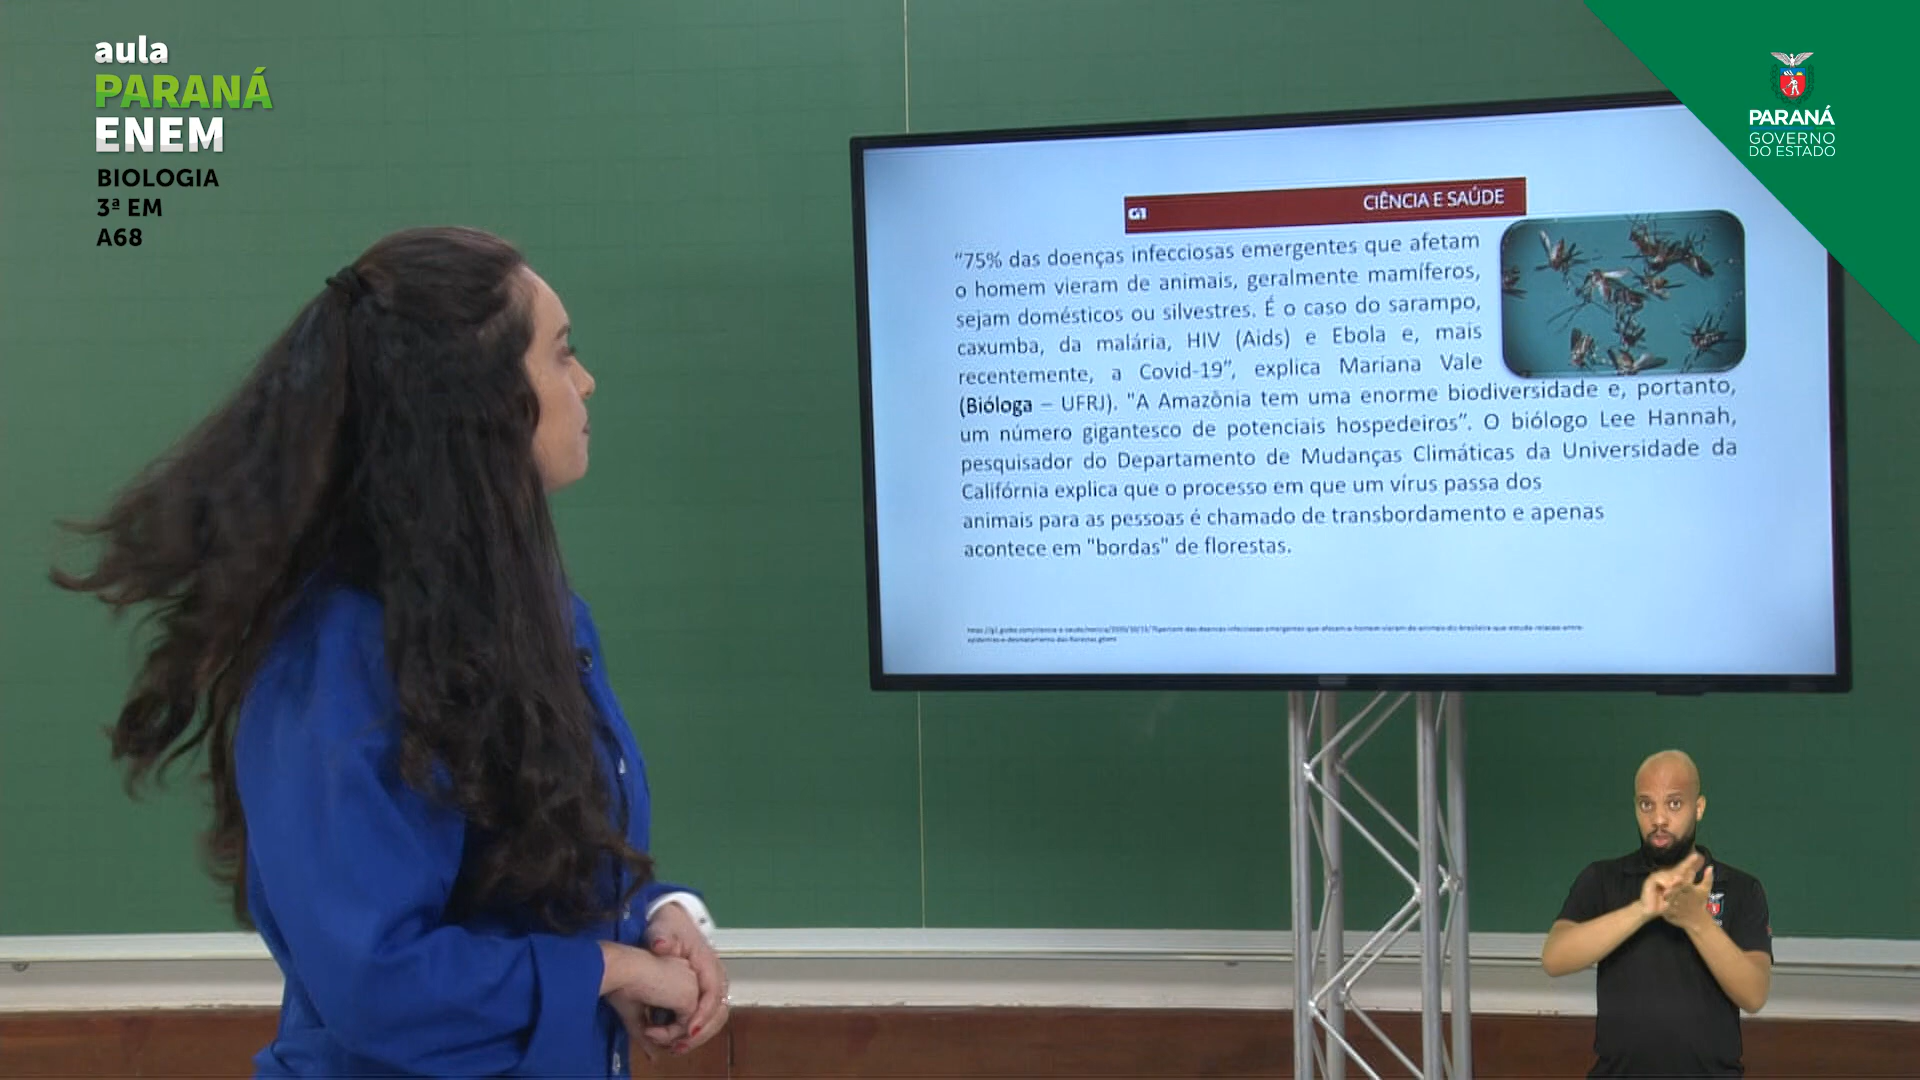 aula
PARANÁ
ENEM
BIOLOGIA
3ª EM
A68
PARANÁ
GOVERNO
DO ESTADO
G1
CIÊNCIA E SAÚDE
“75% das doenças infecciosas emergentes que afetam
o homem vieram de animais, geralmente mamíferos,
sejam domésticos ou silvestres. É o caso do sarampo,
caxumba, da malária, HIV (Aids) e Ebola e, mais
recentemente, a Covid-19”, explica Mariana Vale
(Bióloga – UFRJ). "A Amazônia tem uma enorme biodiversidade e, portanto,
um número gigantesco de potenciais hospedeiros”. O biólogo Lee Hannah,
pesquisador do Departamento de Mudanças Climáticas da Universidade da
Califórnia explica que o processo em que um vírus passa dos
animais para as pessoas é chamado de transbordamento e apenas
acontece em "bordas" de florestas.